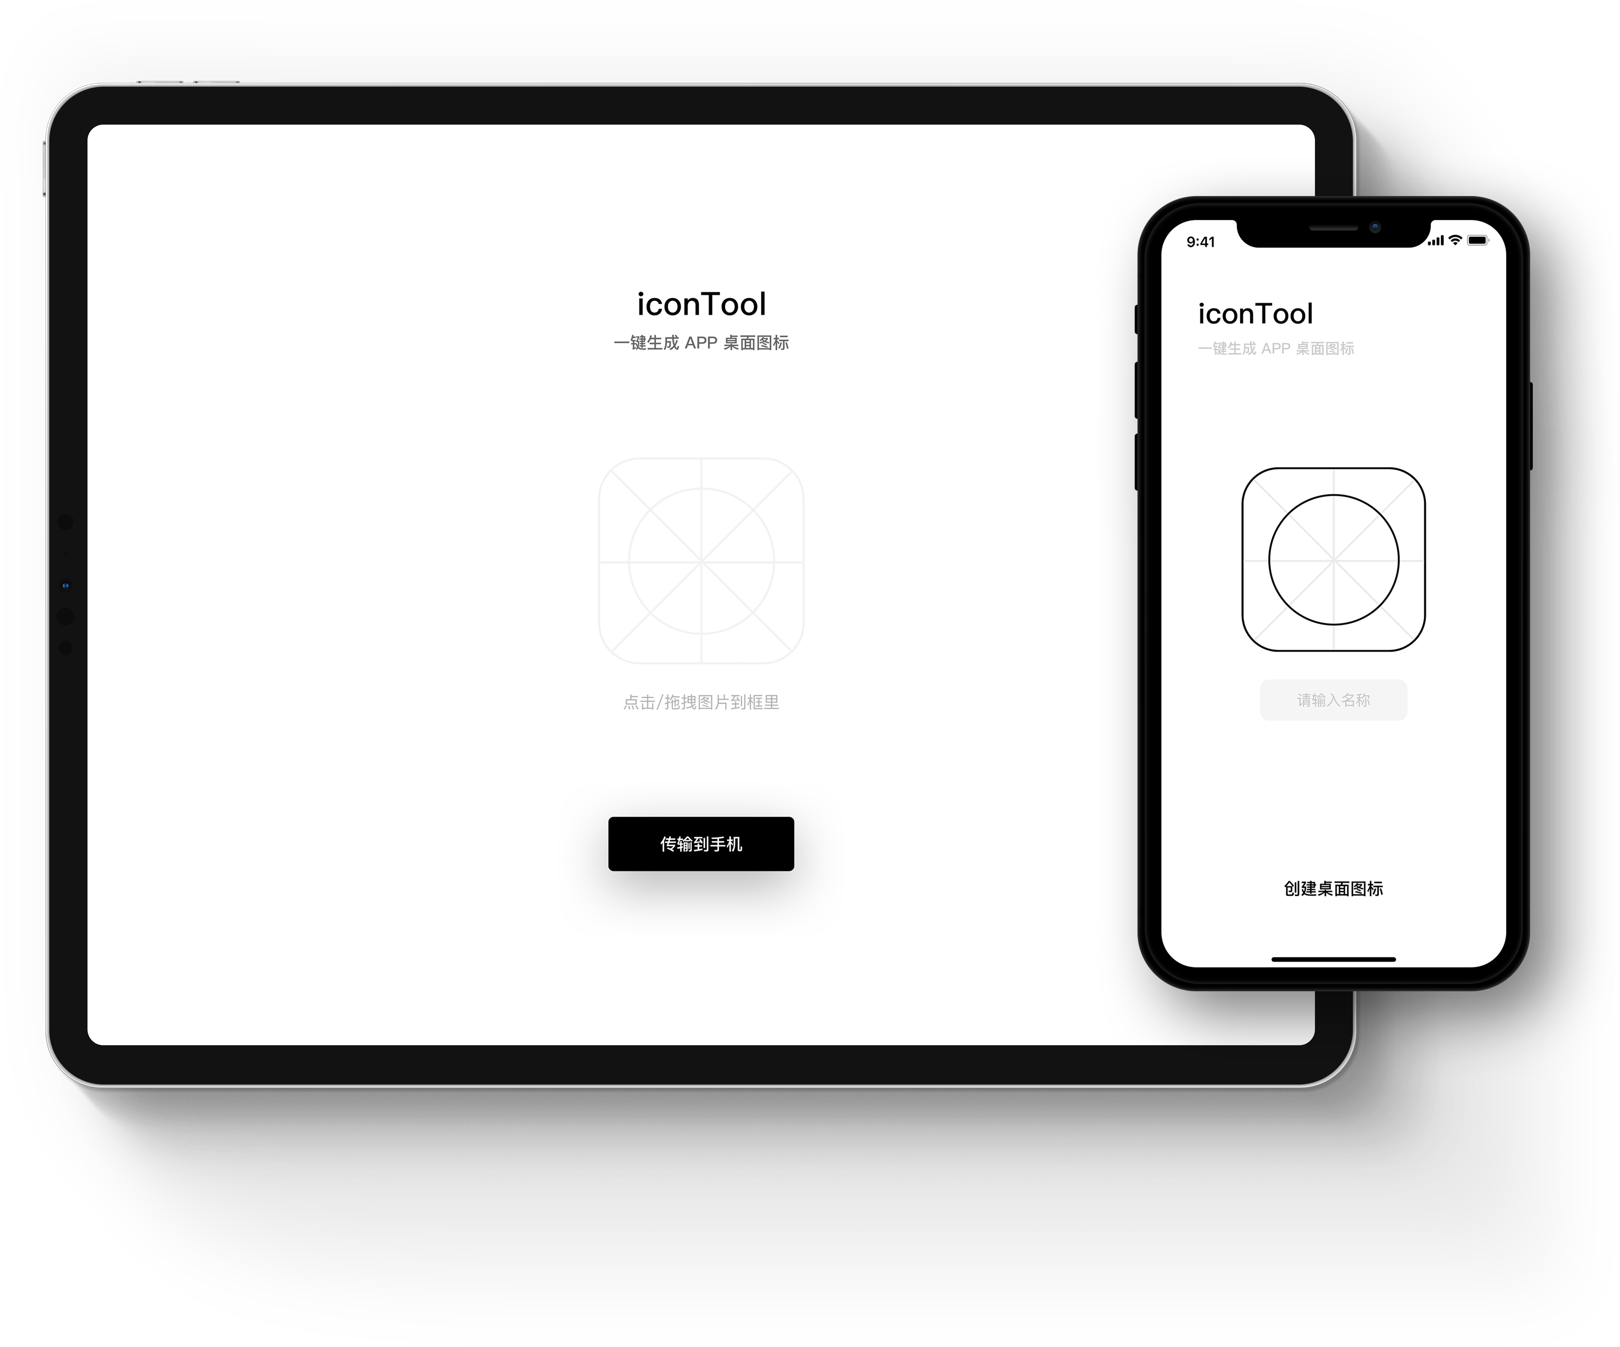 iconTool
一键生成 APP 桌面图标
点击/拖拽图片到框里
传输到手机
9:41
iconTool
一键生成 APP 桌面图标
请输入名称
创建桌面图标